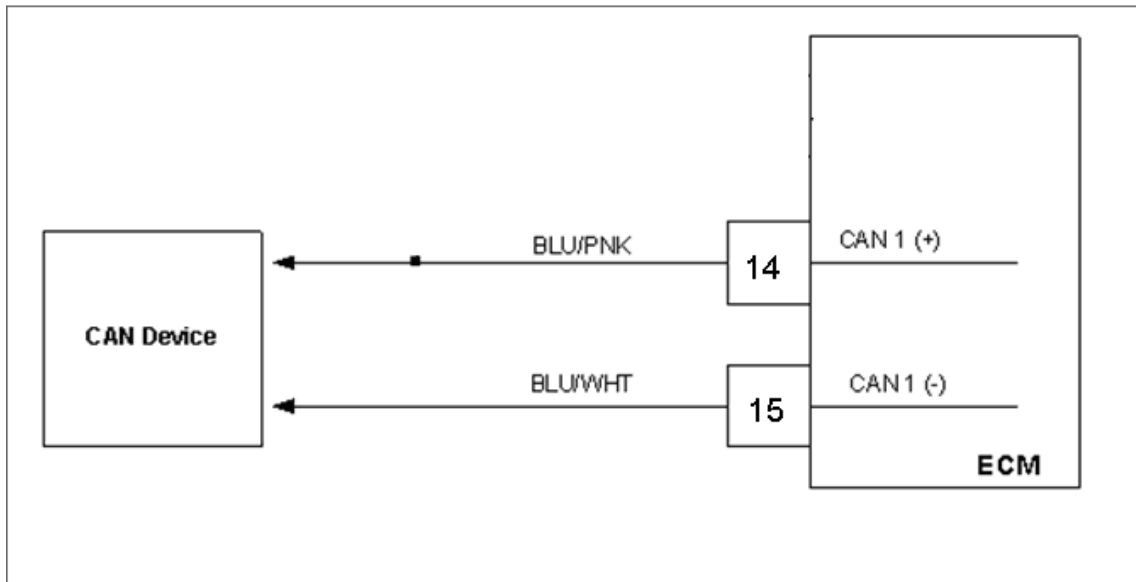 BLU/PNK
14
CAN 1 (+)
CAN Device
BLU/WHT
15
CAN 1 (-)
ECM